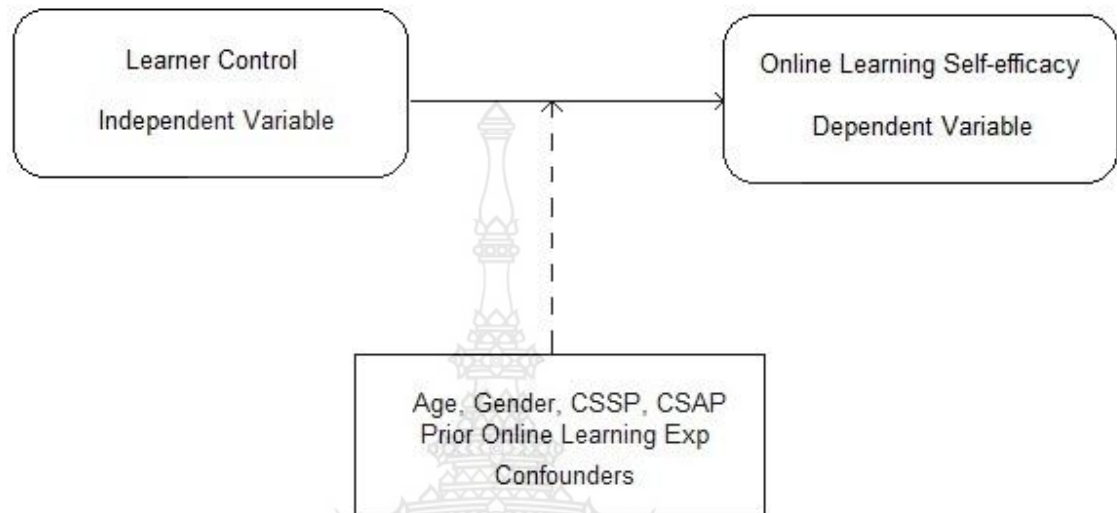 Learner Control
Independent Variable
Online Learning Self-efficacy
Dependent Variable
Age, Gender, CSSP, CSAP
Prior Online Learning Exp
Confounders